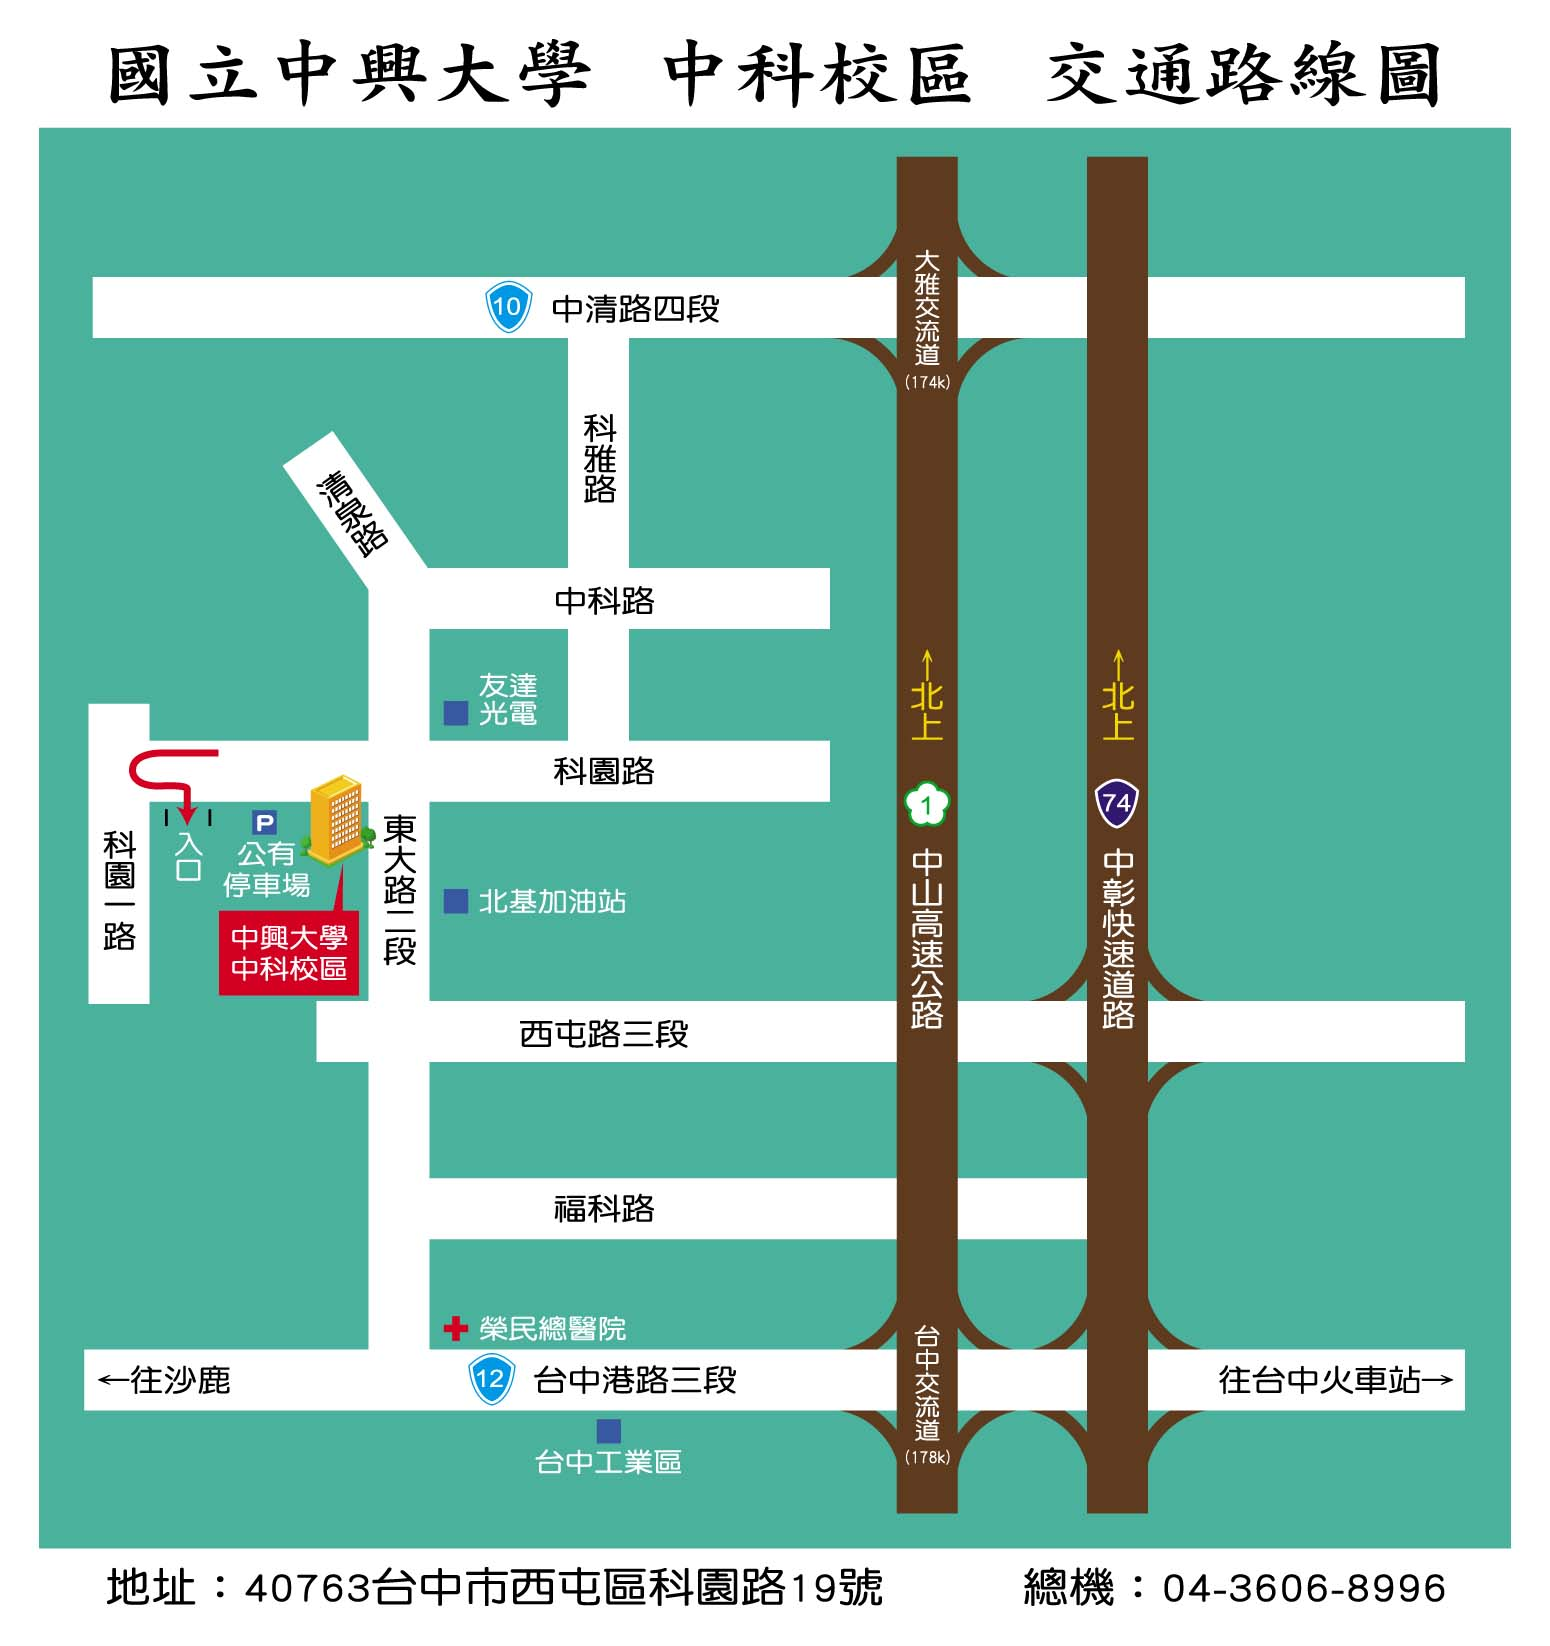 國立中興大學 中科校區 交通路線圖
大雅交流道
(174k)
10 中清路四段
科雅路
清泉路
中科路
友達
光電
←北上
←北上
科園路
1
74
入口
P
公有
停車場
科園一路
東大路二段
中山高速公路
中彰快速道路
北基加油站
中興大學
中科校區
西屯路三段
福科路
榮民總醫院
台中交流道
(178k)
←往沙鹿
12 台中港路三段
往台中火車站→
台中工業區
地址：40763台中市西屯區科園路19號
總機：04-3606-8996